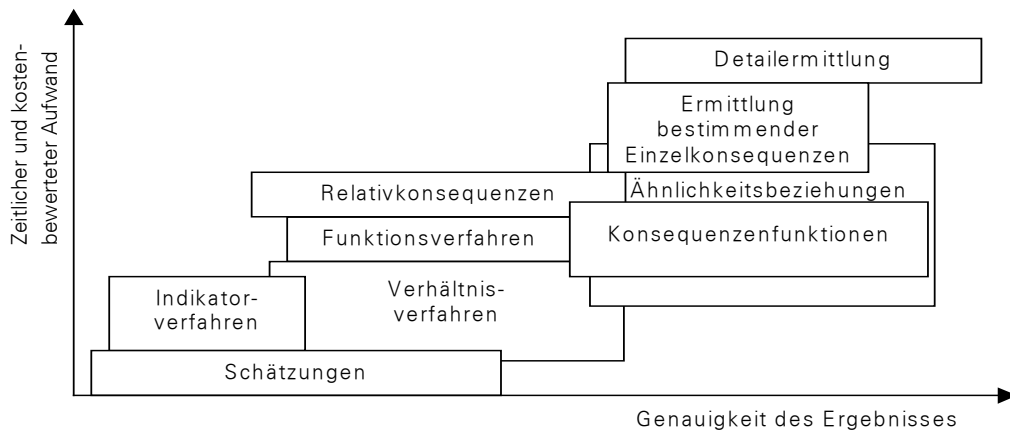 Zeitlicher und kosten-
bewerteter Aufwand
Detailermittlung
Ermittlung
bestimmender
Einzelkonsequenzen
Relativkonsequenzen
Ähnlichkeitsbeziehungen
Funktionsverfahren
Konsequenzenfunktionen
Indikator-
verfahren
Verhältnis-
verfahren
Schätzungen
Genauigkeit des Ergebnisses